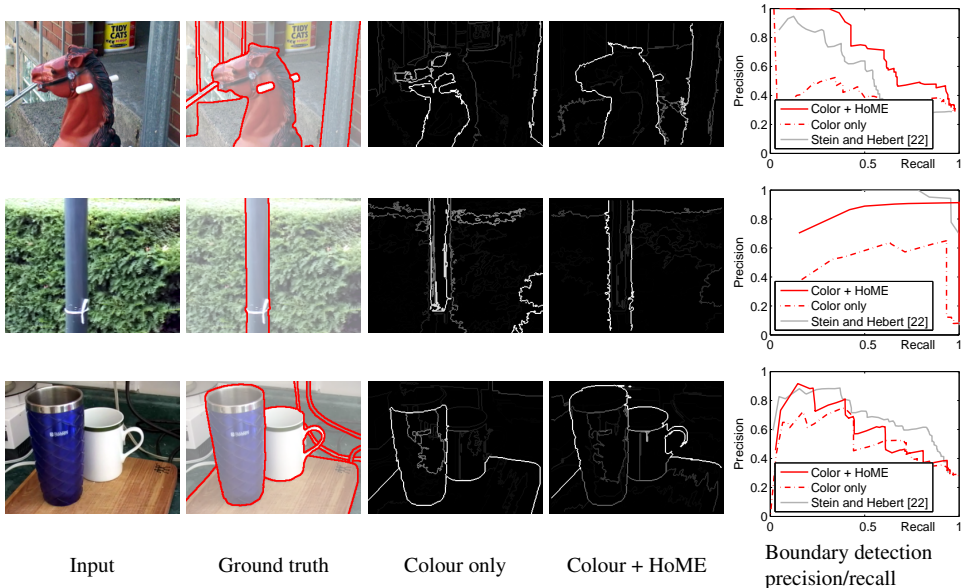 TIDY
CATS
TIDY
CATS
1
0.8
0.6
0.4
0.2
0
Precision
Color + HoME
Color only
Stein and Hebert [22]
0.5
Recall
1
1
0.8
0.6
0.4
0.2
0
Precision
Color + HoME
Color only
Stein and Hebert [22]
0
0.5
Recall
1
1
0.8
0.6
0.4
0.2
0
Precision
Color + HoME
Color only
Stein and Hebert [22]
0
0.5
Recall
1
Input
Ground truth
Colour only
Colour + HoME
Boundary detection
precision/recall